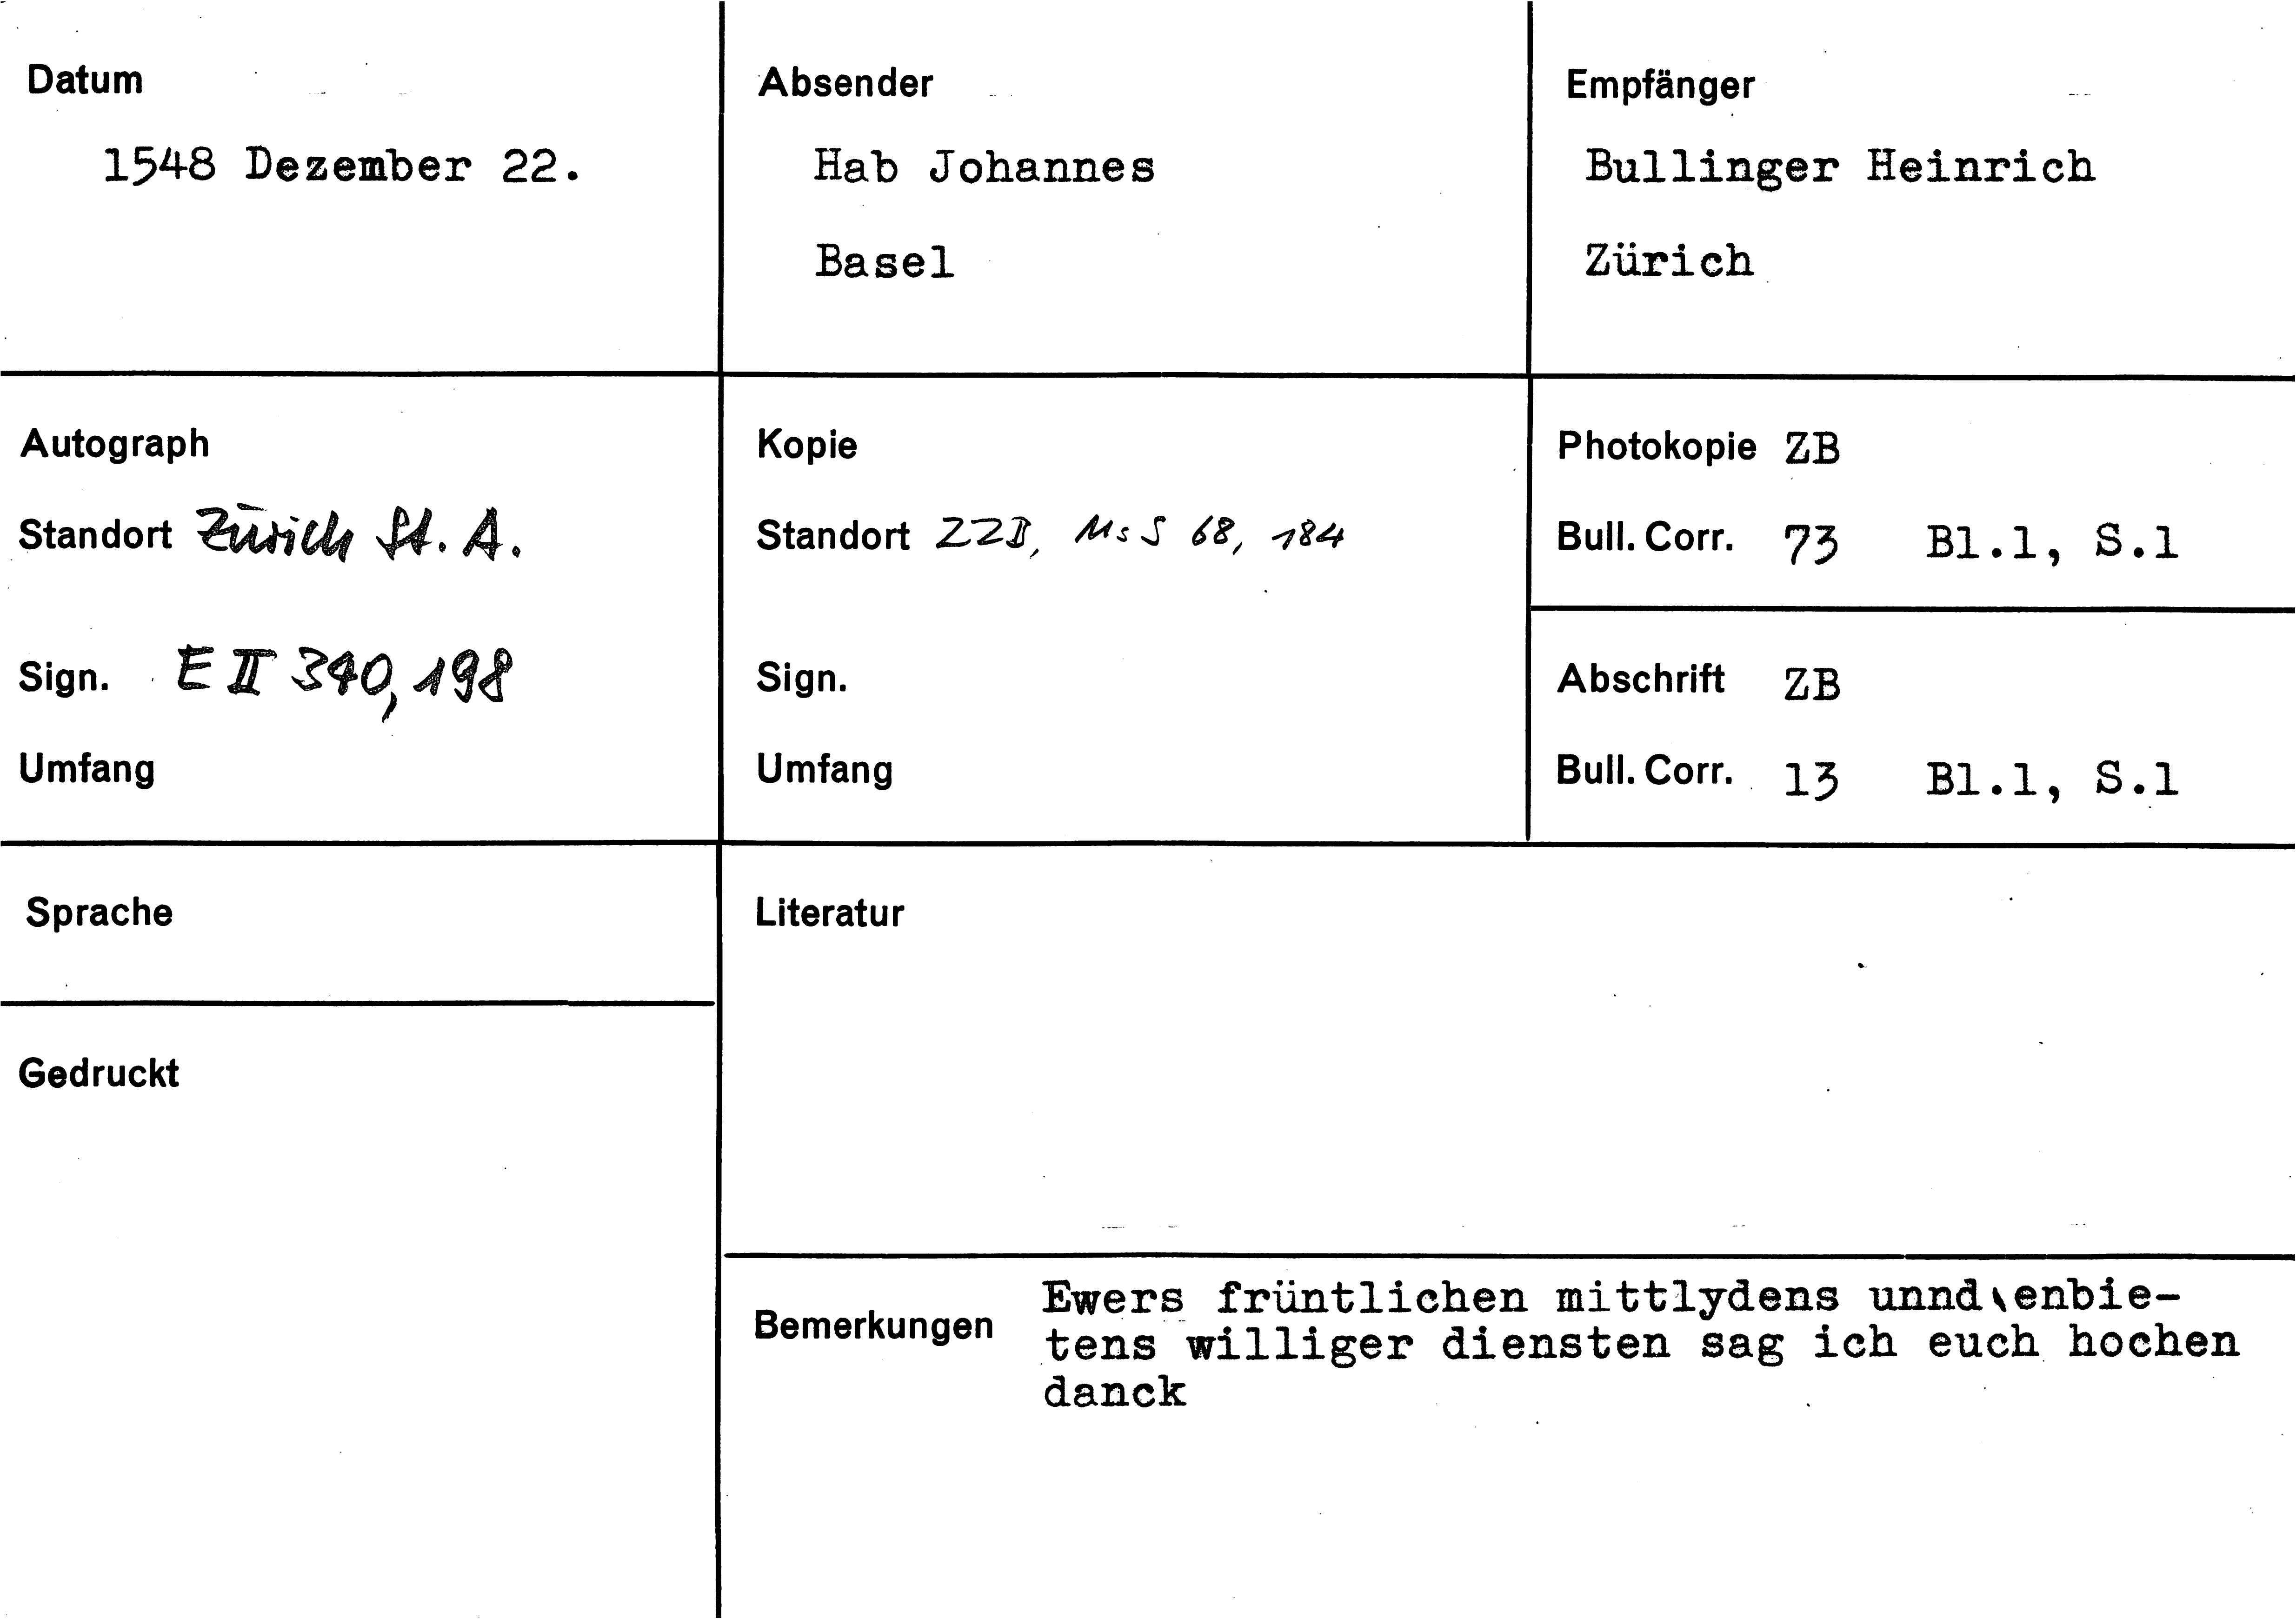 Datum
1548 Dezember 22.
Absender
Hab Johannes
Basel
Empfänger
Bullinger Heinrich
Zürich
Autograph
Standort Zürich St. A.
Sign. E II 340, 198
Umfang
Kopie
Standort ZZB, Ms S 68, 184
Sign.
Umfang
Photokopie ZB
Bull. Corr. 73 Bl.1, S.1
Abschrift ZB
Bull. Corr. 13 Bl.1, S.1
Sprache
Gedruckt
Literatur
Bemerkungen
Ewers früntlichen mittlydens unnd\enbie-
tens williger diensten sag ich euch hochen
danck